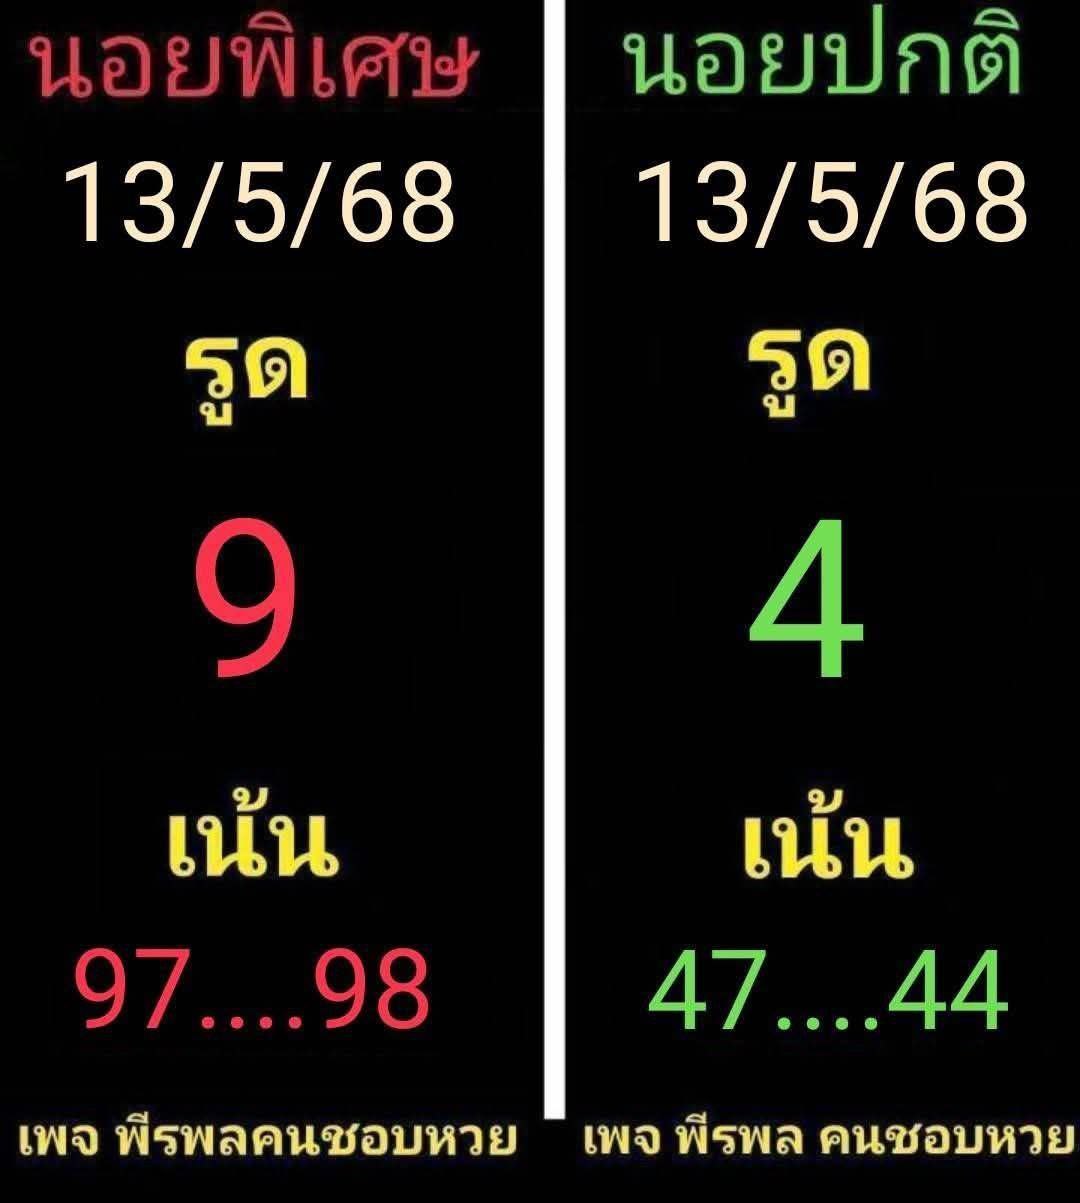 นอยพิเศษ
13/5/68
รูด
9
เน้น
97....98
เพจ พีรพลคนชอบหวย
นอยปกติ
13/5/68
รูด
4
เน้น
47....44
เพจ พีรพล คนชอบหวย